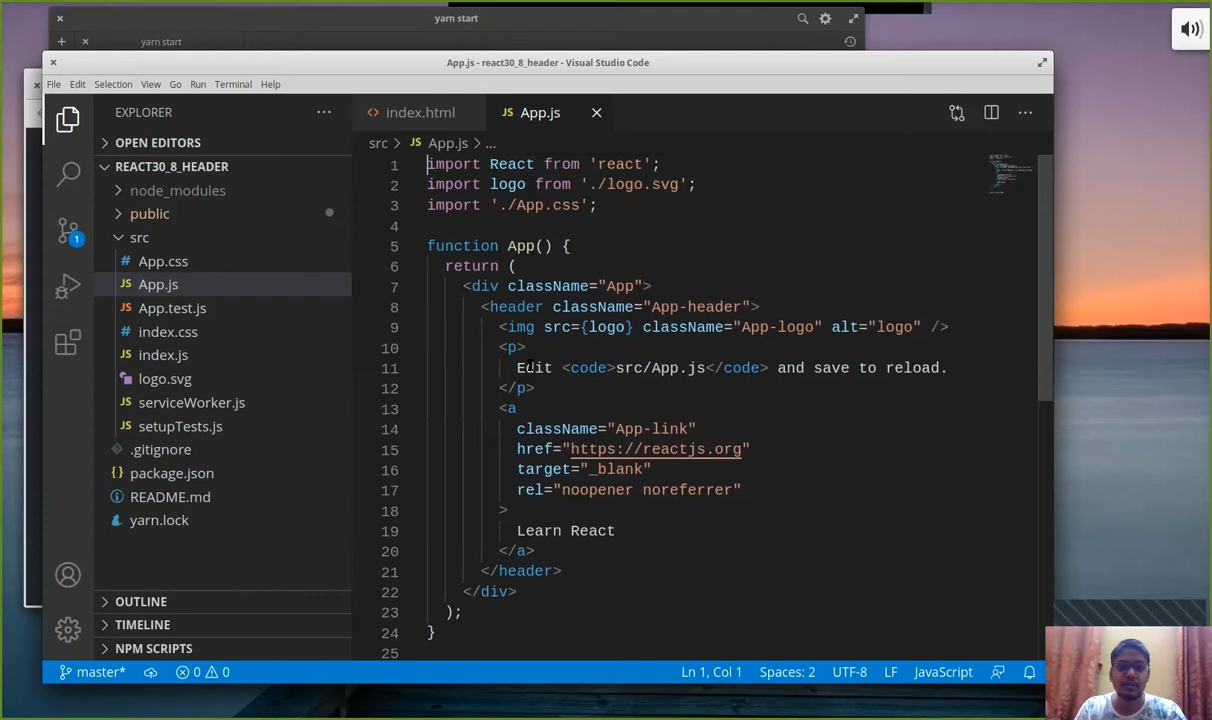 yarn start
yarn start
App.js - react30_8_header - Visual Studio Code
File Edit Selection View Go Run Terminal Help
EXPLORER
OPEN EDITORS
REACT30_8_HEADER
node_modules
public
src
App.css
App.js
App.test.js
index.css
index.js
logo.svg
serviceWorker.js
setupTests.js
.gitignore
package.json
README.md
yarn.lock
OUTLINE
TIMELINE
NPM SCRIPTS
1
index.html JS App.js
src > JS App.js > ...
1 import React from 'react';
2 import logo from './logo.svg';
3 import './App.css';
4
5 function App() {
6 return (
7 <div className="App">
8 <header className="App-header">
9 <img src={logo} className="App-logo" alt="logo" />
10 <p>
11 Edit <code>src/App.js</code> and save to reload.
12 </p>
13 <a
14 className="App-link"
15 href="https://reactjs.org"
16 target="_blank"
17 rel="noopener noreferrer"
18 >
19 Learn React
20 </a>
21 </header>
22 </div>
23 );
24 }
25
master* 0 0 Ln 1, Col 1 Spaces: 2 UTF-8 LF JavaScript